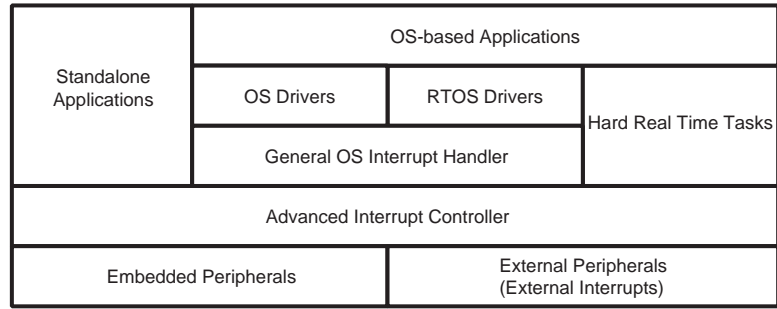 OS-based Applications
Standalone
Applications
OS Drivers
RTOS Drivers
Hard Real Time Tasks
General OS Interrupt Handler
Advanced Interrupt Controller
Embedded Peripherals
External Peripherals
(External Interrupts)